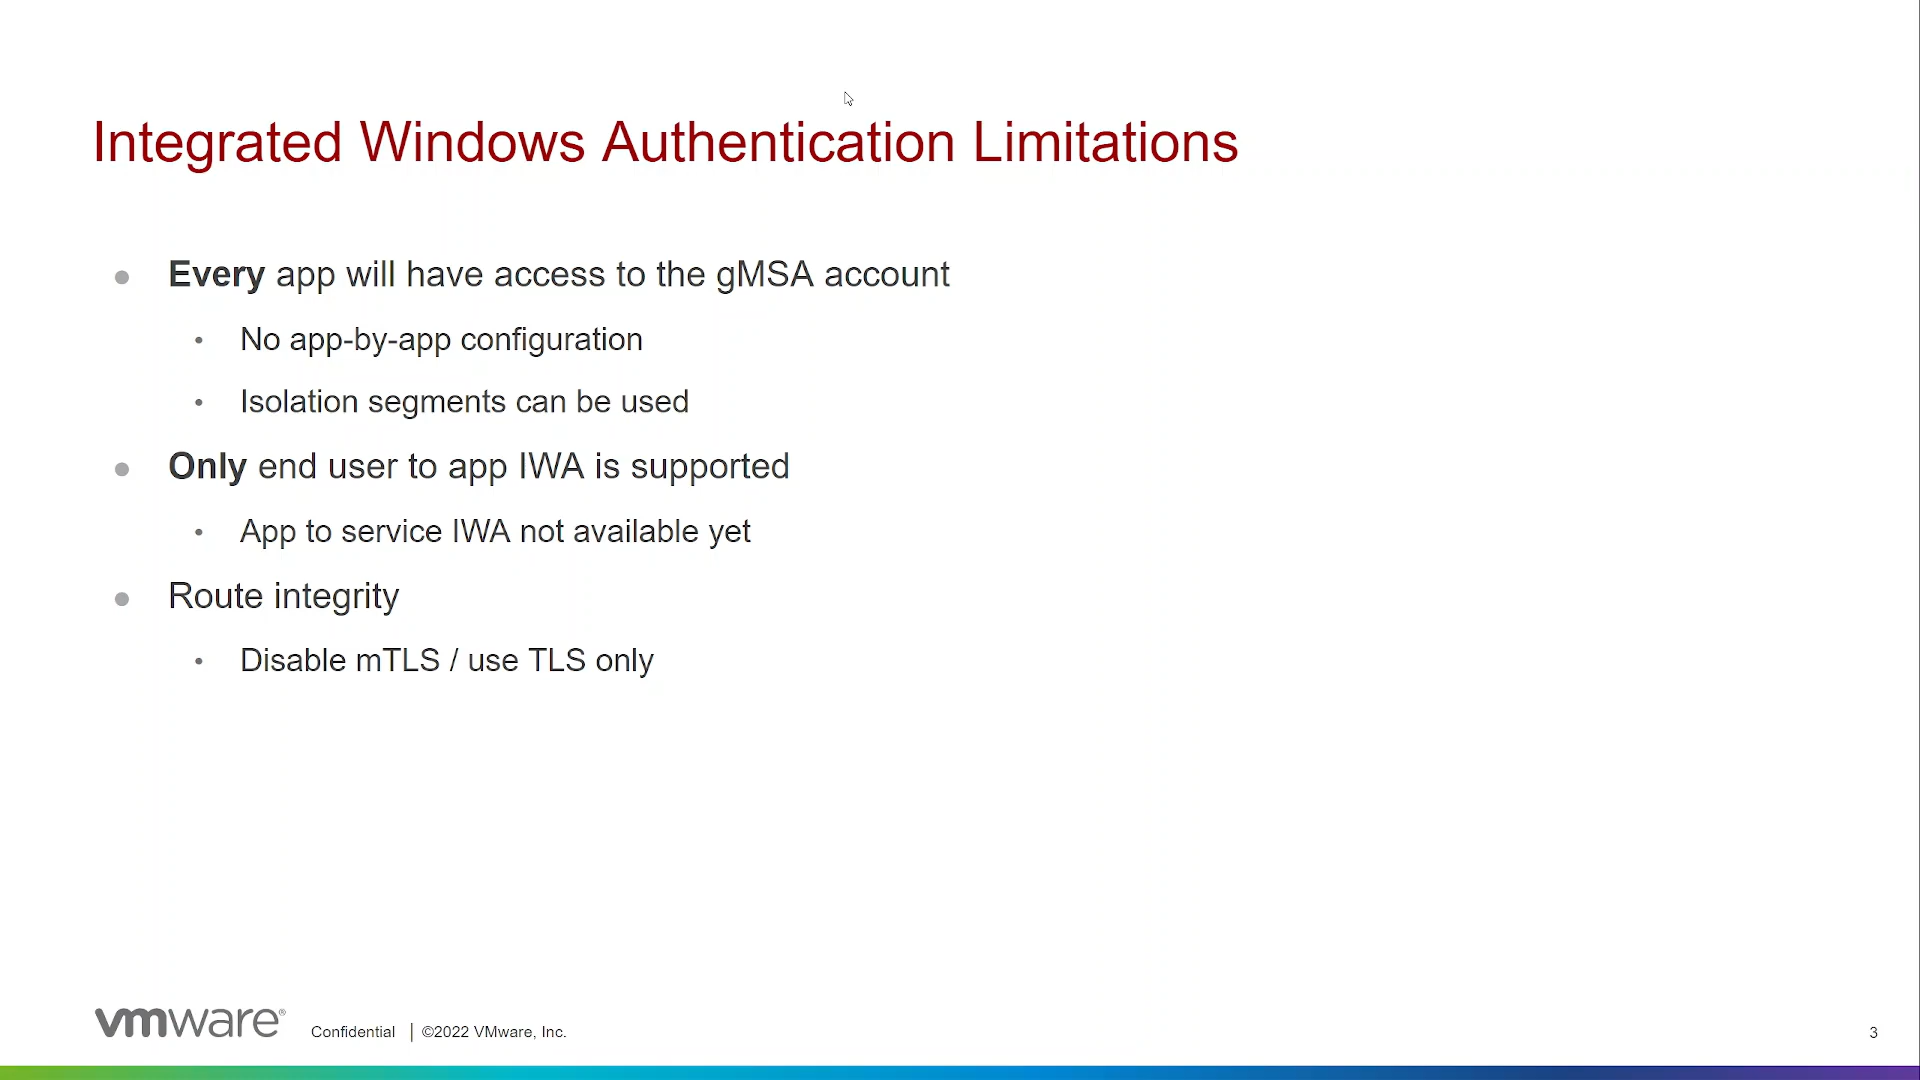 Integrated Windows Authentication Limitations
Every app will have access to the gMSA account
No app-by-app configuration
Isolation segments can be used
Only end user to app IWA is supported
App to service IWA not available yet
Route integrity
Disable mTLS / use TLS only
vmware®
Confidential | ©2022 VMware, Inc.
3